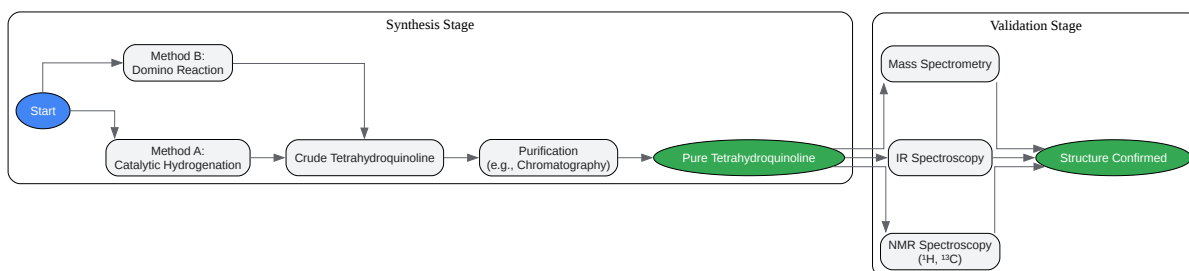 Synthesis Stage
Validation Stage
Method B:
Domino Reaction
Mass Spectrometry
Start
Method A:
Catalytic Hydrogenation
Crude Tetrahydroquinoline
Purification
(e.g., Chromatography)
Pure Tetrahydroquinoline
IR Spectroscopy
Structure Confirmed
NMR Spectroscopy
(¹H, ¹³C)